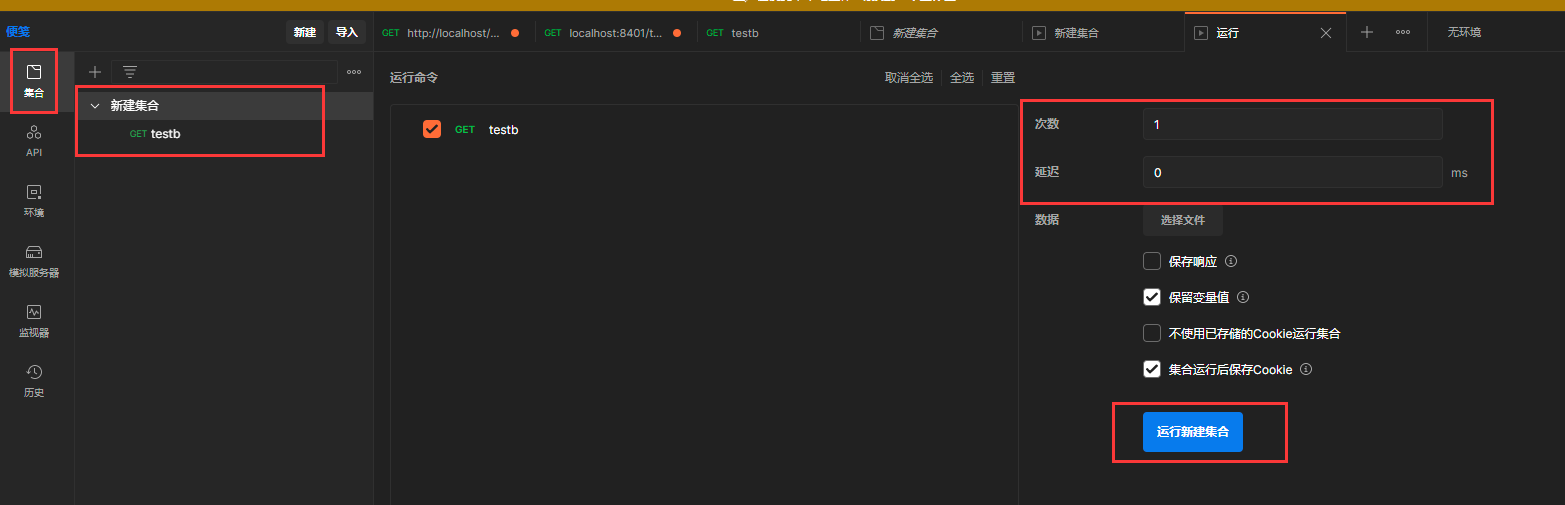 便笺
新建
导入
GET http://localhost/...
GET localhost:8401/t...
GET testb
新建集合
新建集合
运行
无环境
集合
API
环境
模拟服务器
监视器
历史
新建集合
GET testb
运行命令
取消全选
全选
重置
GET testb
次数
1
延迟
0
ms
数据
选择文件
保存响应
保留变量值
不使用已存储的Cookie运行集合
集合运行后保存Cookie
运行新建集合